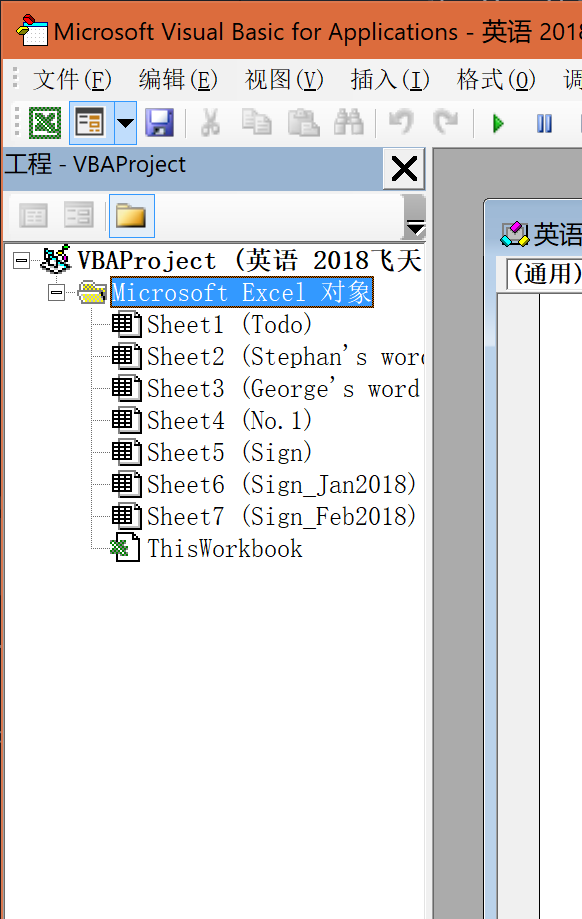 Microsoft Visual Basic for Applications - 英语 2018
文件(F) 编辑(E) 视图(V) 插入(I) 格式(O) 调
工程 - VBAProject
英语
VBAProject (英语 2018飞天
(通用)
Microsoft Excel 对象
Sheet1 (Todo)
Sheet2 (Stephan's word
Sheet3 (George's word
Sheet4 (No.1)
Sheet5 (Sign)
Sheet6 (Sign_Jan2018)
Sheet7 (Sign_Feb2018)
ThisWorkbook